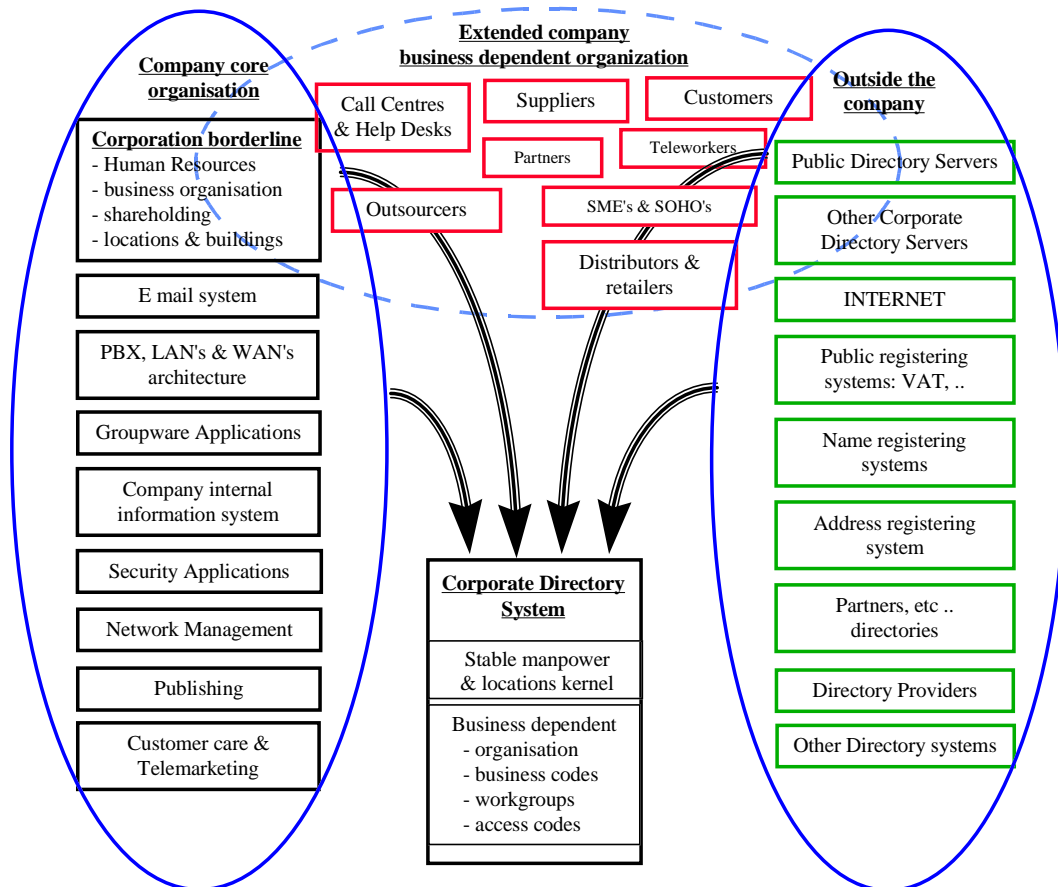 Extended company
business dependent organization
Company core
organisation
Corporation borderline
- Human Resources
- business organisation
- shareholding
- locations & buildings
E mail system
PBX, LAN's & WAN's
architecture
Groupware Applications
Company internal
information system
Security Applications
Network Management
Publishing
Customer care &
Telemarketing
Call Centres
& Help Desks
Suppliers
Customers
Partners
Teleworkers
Outsourcers
SME's & SOHO's
Distributors &
retailers
Outside the
company
Public Directory Servers
Other Corporate
Directory Servers
INTERNET
Public registering
systems: VAT, ..
Name registering
systems
Address registering
system
Partners, etc ..
directories
Directory Providers
Other Directory systems
Corporate Directory
System
Stable manpower
& locations kernel
Business dependent
- organisation
- business codes
- workgroups
- access codes